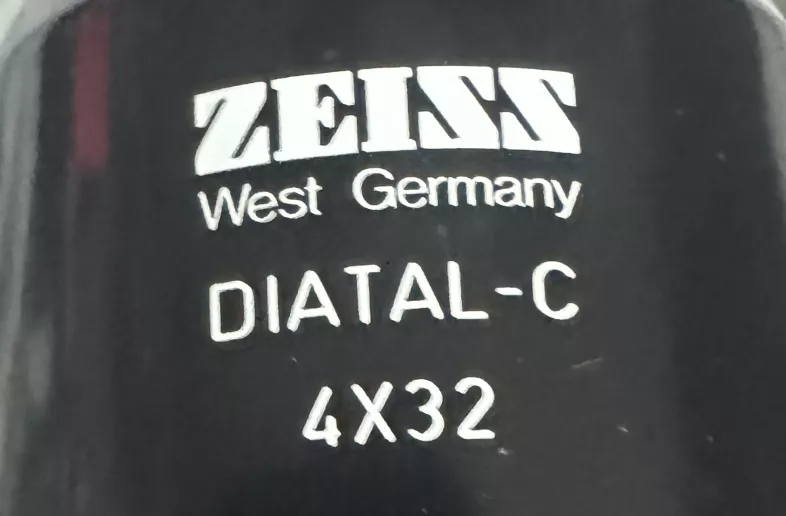 ZEISS
West Germany
DIATAL-C
4X32